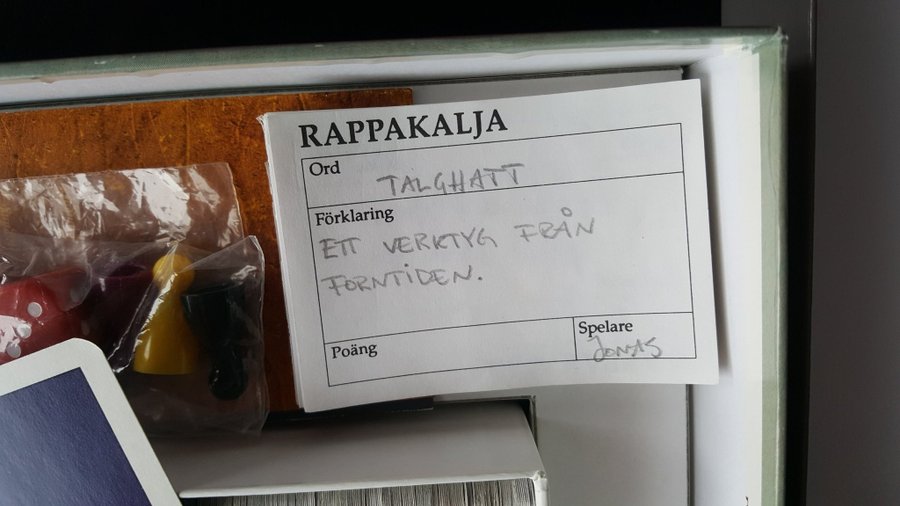 RAPPAKALJA
Ord
TALGHATT
Förklaring
ETT VERKTYG FRÅN
FORNTIDEN.
Poäng
Spelare
JONAS